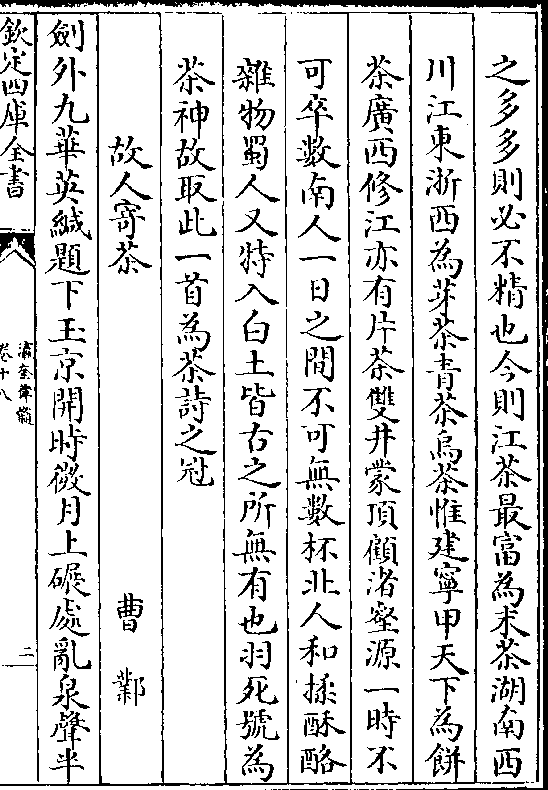 之多多則必不精也今則江茶最富為末茶湖南西
川江東浙西為芽茶青茶烏茶惟建寧甲天下為餅
茶廣西修江亦有片茶雙井蒙頂顧渚壑源一時不
可卒數南人一日之間不可無數杯北人和揉酥酪
雜物蜀人又特入白土皆古之所無有也羽死號為
茶神故取此一首為茶詩之冠
故人寄茶　曹鄴
劍外九華英緘題下玉京開時微月上碾處亂泉聲半
欽定四庫全書
瀛奎律髓
卷十八
二